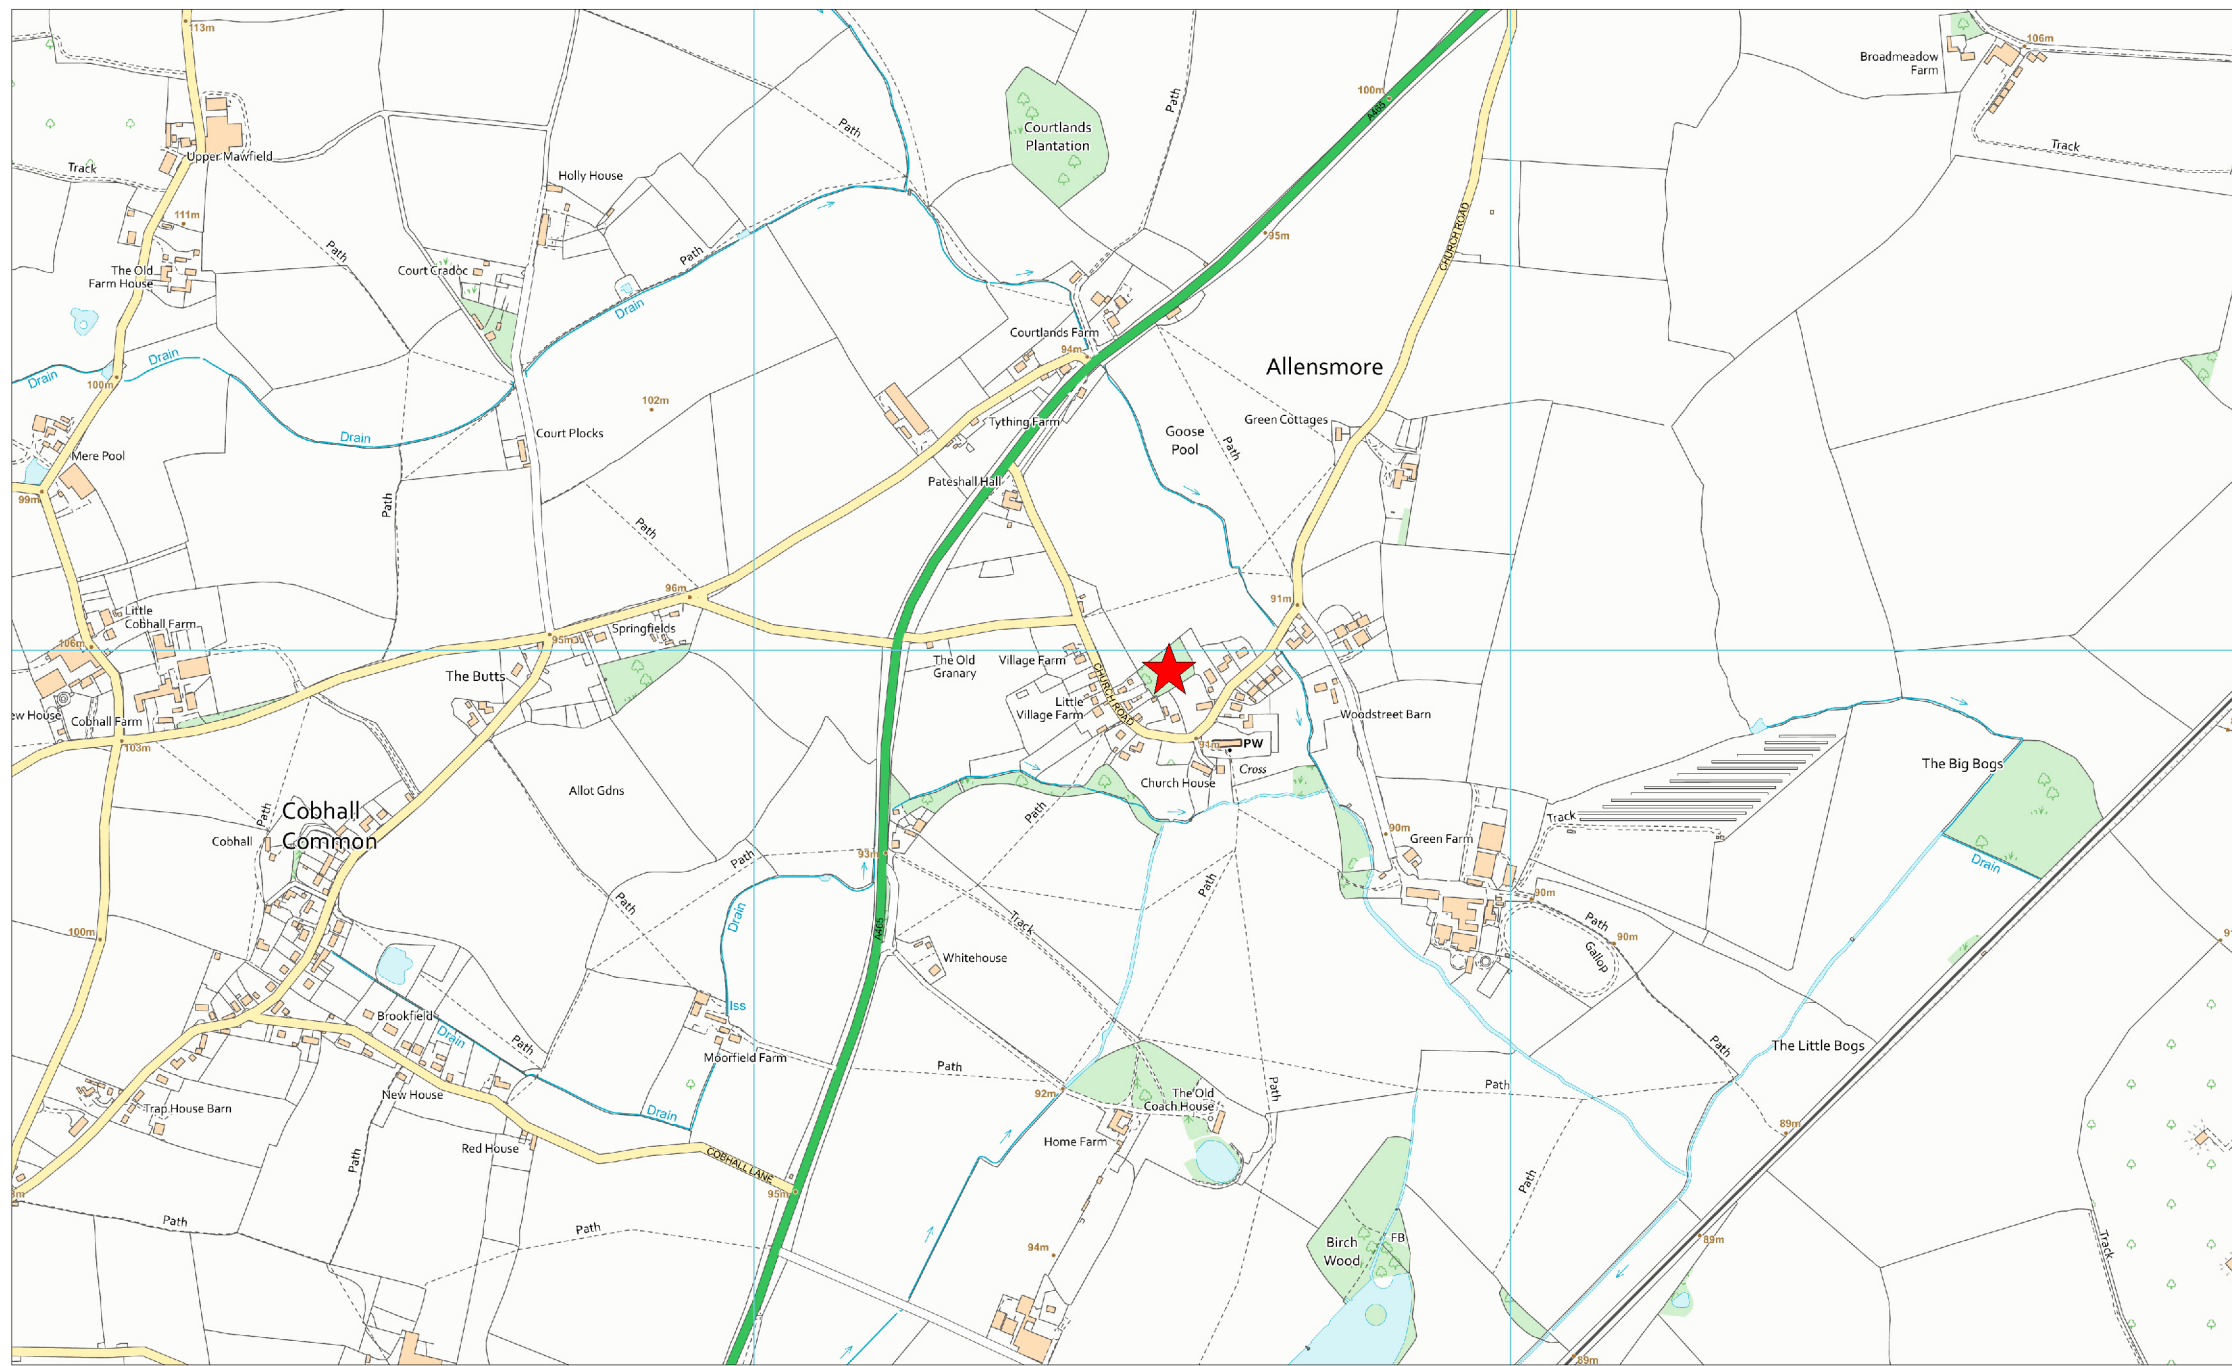 113m
Broadmeadow
Farm
106m
100m
A465
Path
Path
Courtlands
Plantation
Track
Upper Mawfield
Track
Holly House
111m
95m
CHURCH ROAD
Path
Path
The Old
Farm House
Court Cradoc
Drain
Courtlands Farm
94m
Allensmore
Drain
Drain
100m
102m
Tything Farm
Green Cottages
Goose
Pool
Path
Drain
Court Plocks
Mere Pool
99m
Path
Path
Pateshall Hall
96m
91m
Little
Cobhall Farm
106m
95m
Springfields
The Butts
The Old
Granary
Village Farm
CHURCH ROAD
Little
Village Farm
Woodstreet Barn
ew House
Cobhall Farm
103m
91m
PW
Cross
Church House
The Big Bogs
Allot Gdns
Path
Path
Cobhall
Common
Cobhall
Track
90m
Green Farm
93m
Path
Drain
Path
Path
90m
Path
90m
Gallop
Track
Drain
A465
100m
Whitehouse
Iss
Brookfield
Drain
Path
Moorfield Farm
Path
The Little Bogs
Path
Path
Path
92m
The Old
Coach House
New House
Trap House Barn
Drain
Home Farm
89m
Red House
Path
COBHALL LANE
95m
Path
Path
Path
94m
Birch
Wood
FB
89m
Track
89m